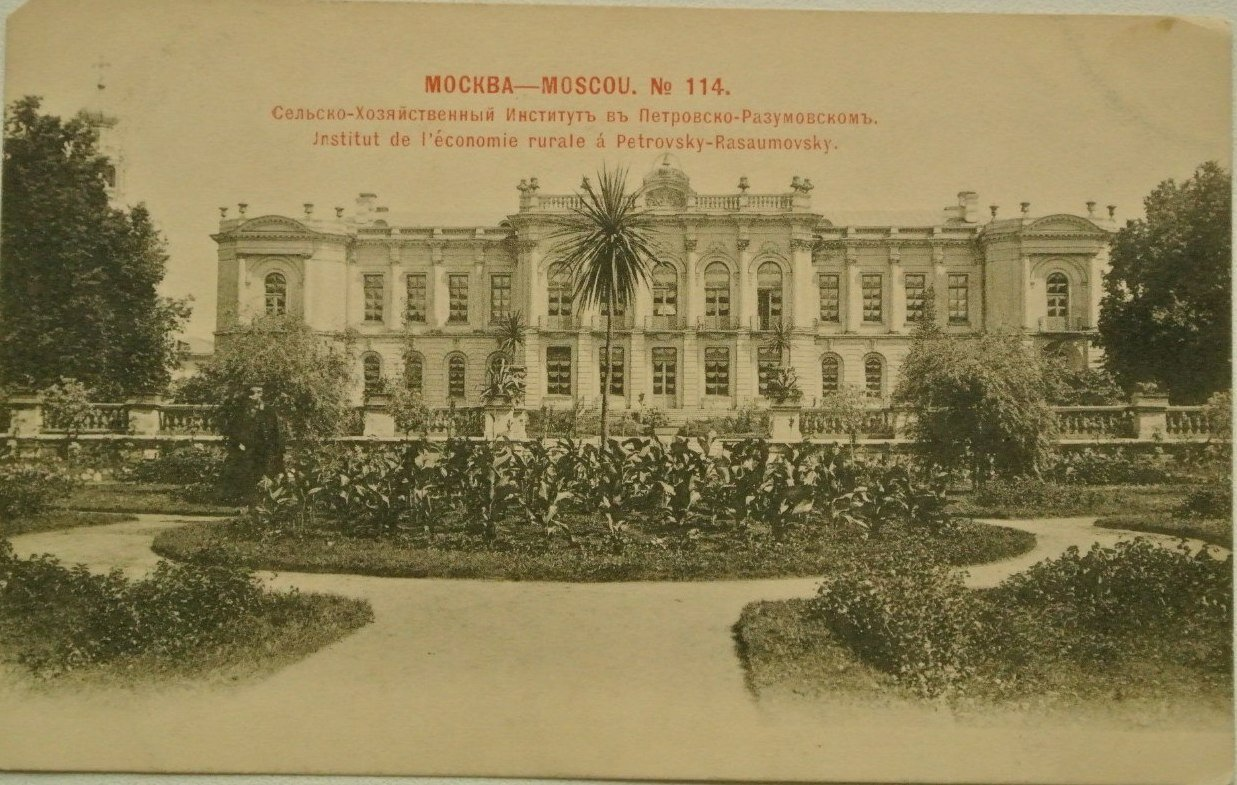 МОСКВА—MOSCOU. № 114.
Сельско-Хозяйственный Институтъ въ Петровско-Разумовскомъ.
Institut de l'économie rurale á Petrovsky-Rasaumovsky.